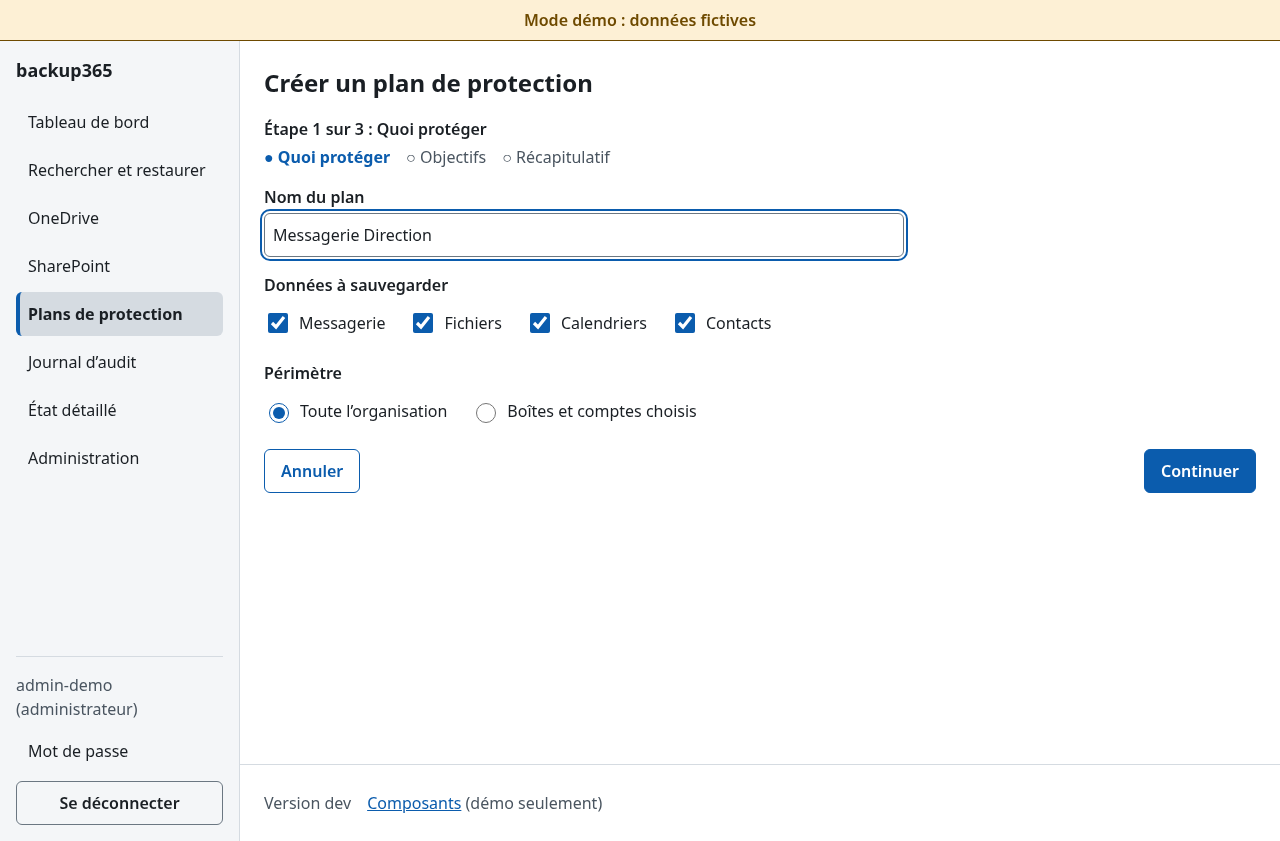 Mode démo : données fictives
backup365
Tableau de bord
Rechercher et restaurer
OneDrive
SharePoint
Plans de protection
Journal d’audit
État détaillé
Administration
admin-demo
(administrateur)
Mot de passe
Se déconnecter
Créer un plan de protection
Étape 1 sur 3 : Quoi protéger
● Quoi protéger ○ Objectifs ○ Récapitulatif
Nom du plan
Messagerie Direction
Données à sauvegarder
Messagerie Fichiers Calendriers Contacts
Périmètre
Toute l’organisation Boîtes et comptes choisis
Annuler Continuer
Version dev Composants (démo seulement)